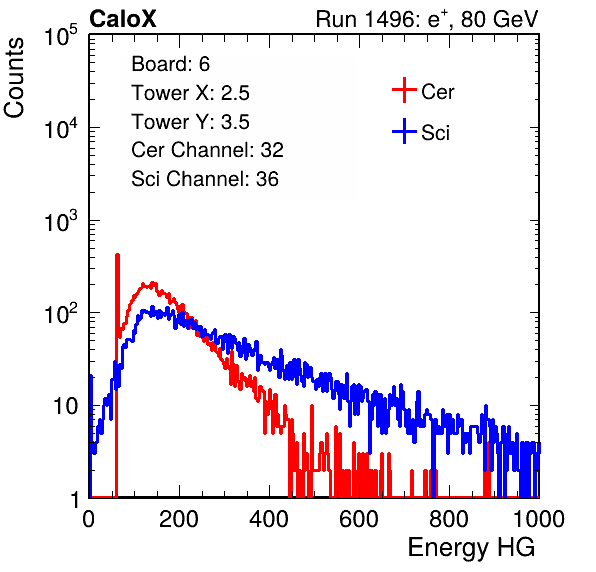 CaloX Run 1496: e⁺, 80 GeV
Counts
10⁵
10⁴
10³
10²
10
1
Board: 6
Tower X: 2.5
Tower Y: 3.5
Cer Channel: 32
Sci Channel: 36
Cer
Sci
0 200 400 600 800 1000
Energy HG